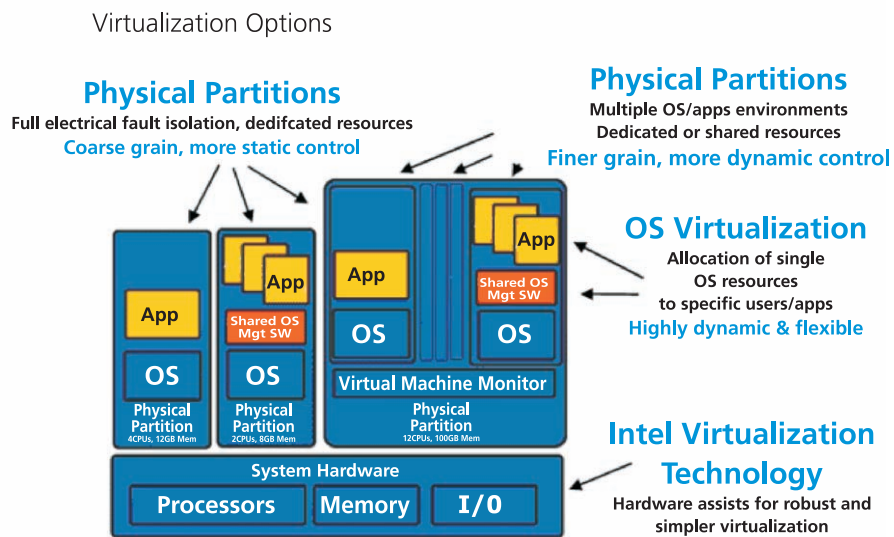 Virtualization Options
Physical Partitions
Full electrical fault isolation, dedifcated resources
Coarse grain, more static control
Physical Partitions
Multiple OS/apps environments
Dedicated or shared resources
Finer grain, more dynamic control
OS Virtualization
Allocation of single
OS resources
to specific users/apps
Highly dynamic & flexible
App
OS
Physical
Partition
4CPUs, 12GB Mem
App
Shared OS
Mgt SW
OS
Physical
Partition
2CPUs, 8GB Mem
App
OS
App
Shared OS
Mgt SW
OS
Virtual Machine Monitor
Physical
Partition
12CPUs, 100GB Mem
System Hardware
Processors
Memory
I/0
Intel Virtualization
Technology
Hardware assists for robust and
simpler virtualization